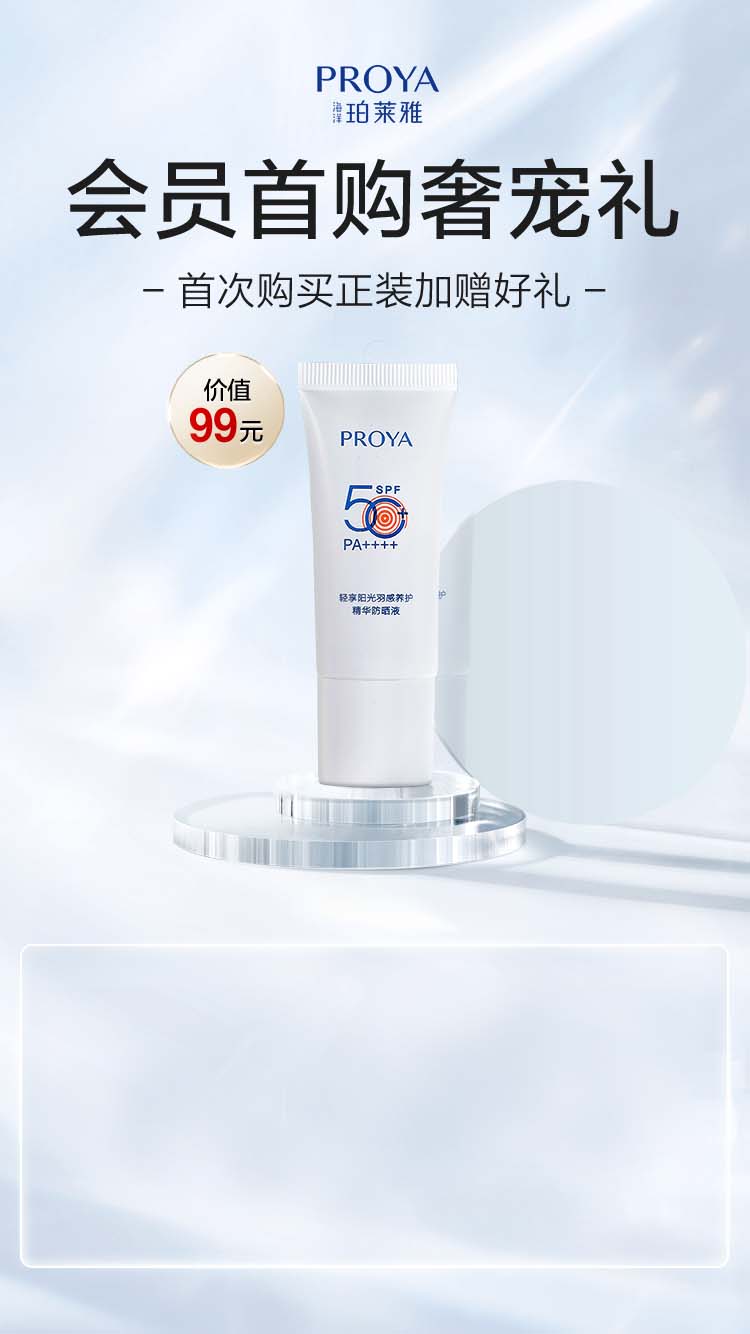 PROYA
海洋 珀莱雅
会员首购奢宠礼
- 首次购买正装加赠好礼 -
价值
99元
PROYA
50+ SPF
PA++++
轻享阳光羽感养护
精华防晒液
护